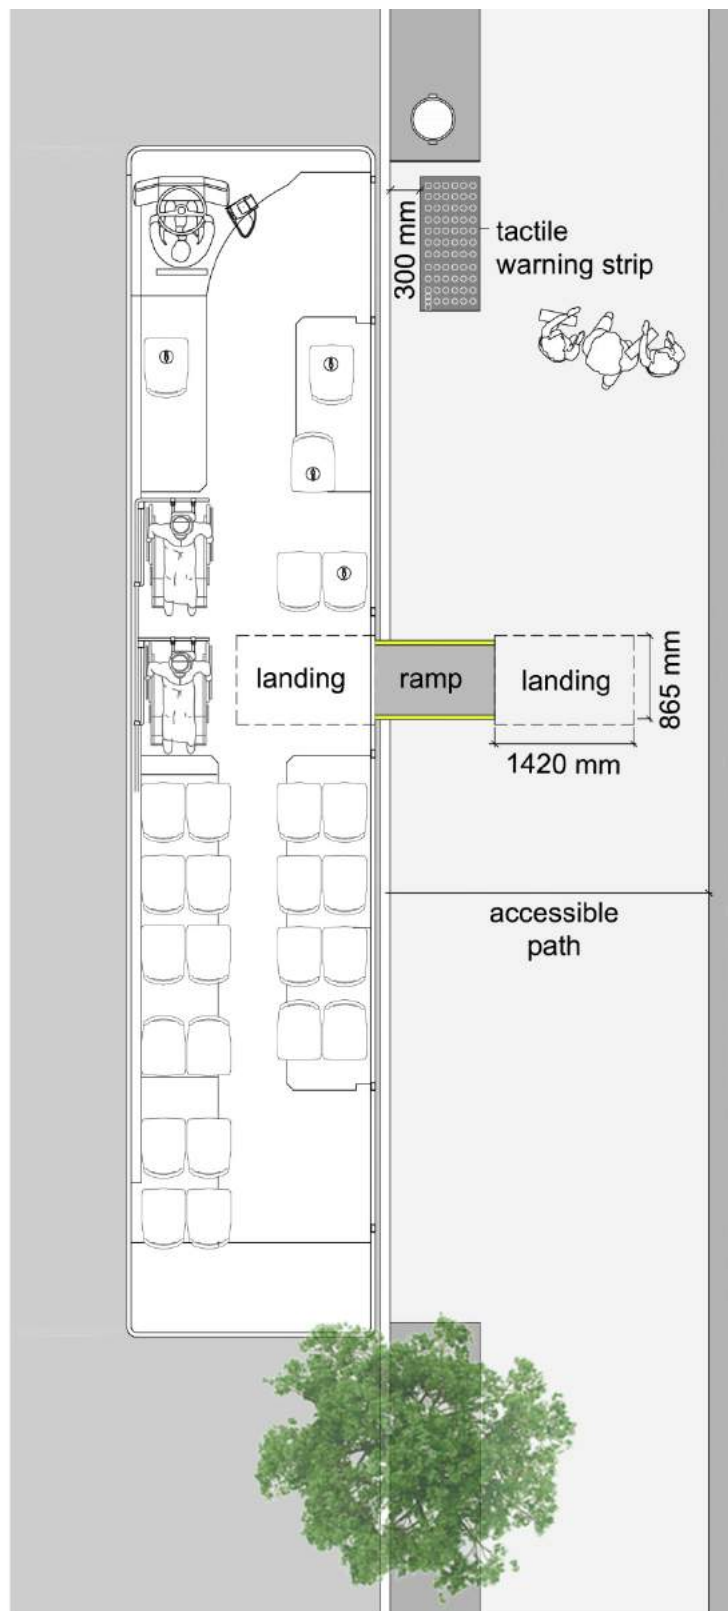 300 mm
tactile
warning strip
landing
ramp
landing
865 mm
1420 mm
accessible
path